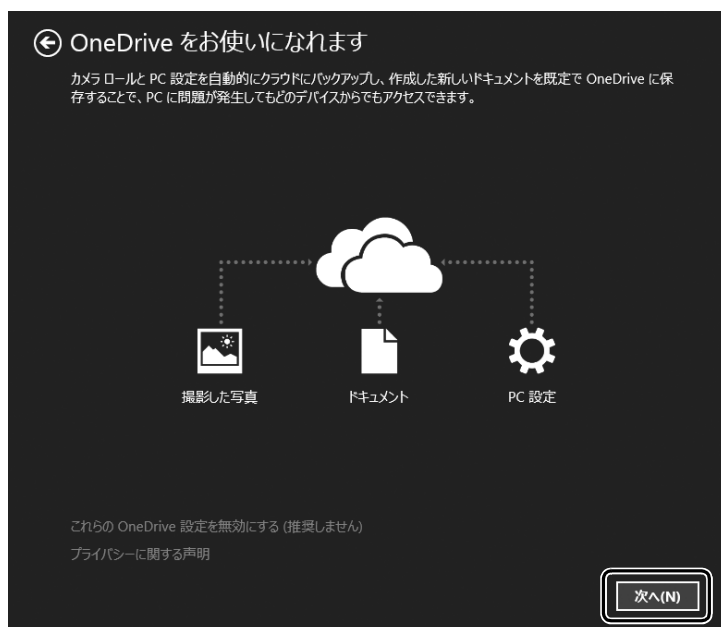 OneDrive をお使いになれます
カメラ ロールと PC 設定を自動的にクラウドにバックアップし、作成した新しいドキュメントを既定で OneDrive に保
存することで、PC に問題が発生してもどのデバイスからでもアクセスできます。
撮影した写真
ドキュメント
PC 設定
これらの OneDrive 設定を無効にする (推奨しません)
プライバシーに関する声明
次へ(N)